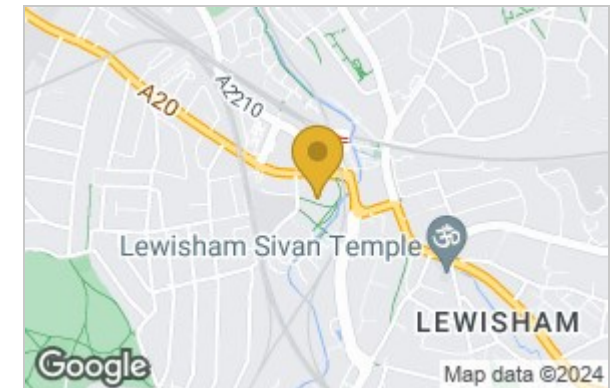 A20
A2210
Lewisham Sivan Temple
ॐ
LEWISHAM
Google
Map data ©2024